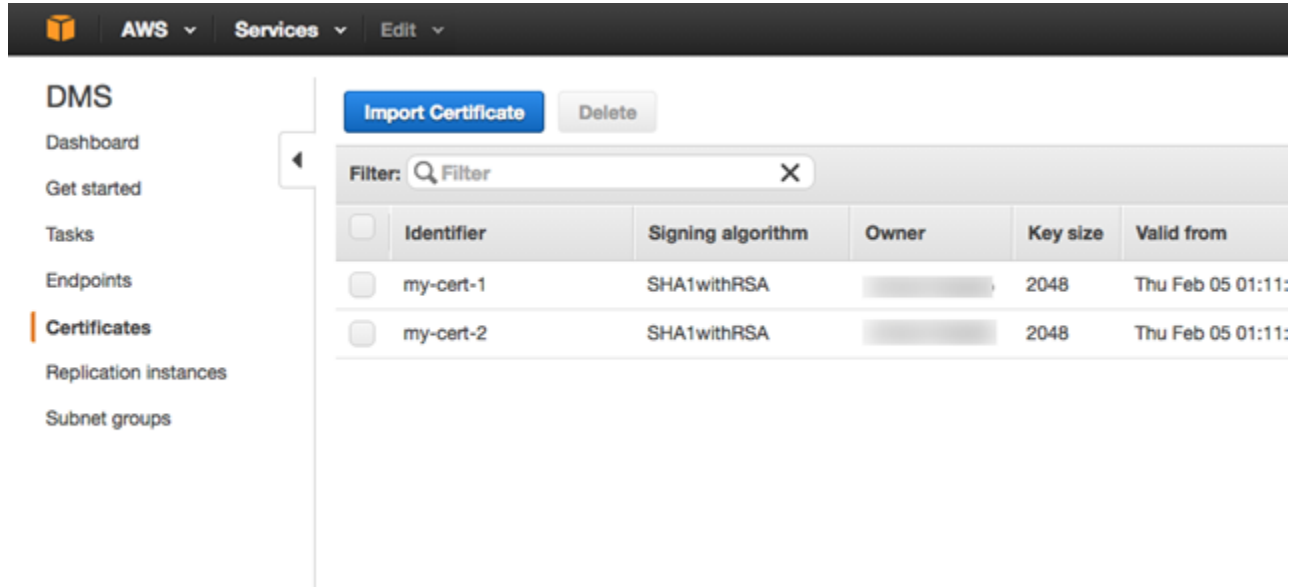 AWS Services Edit
DMS
Dashboard
Get started
Tasks
Endpoints
Certificates
Replication instances
Subnet groups
Import Certificate Delete
Filter: Filter
Identifier Signing algorithm Owner Key size Valid from
my-cert-1 SHA1withRSA 2048 Thu Feb 05 01:11:
my-cert-2 SHA1withRSA 2048 Thu Feb 05 01:11: